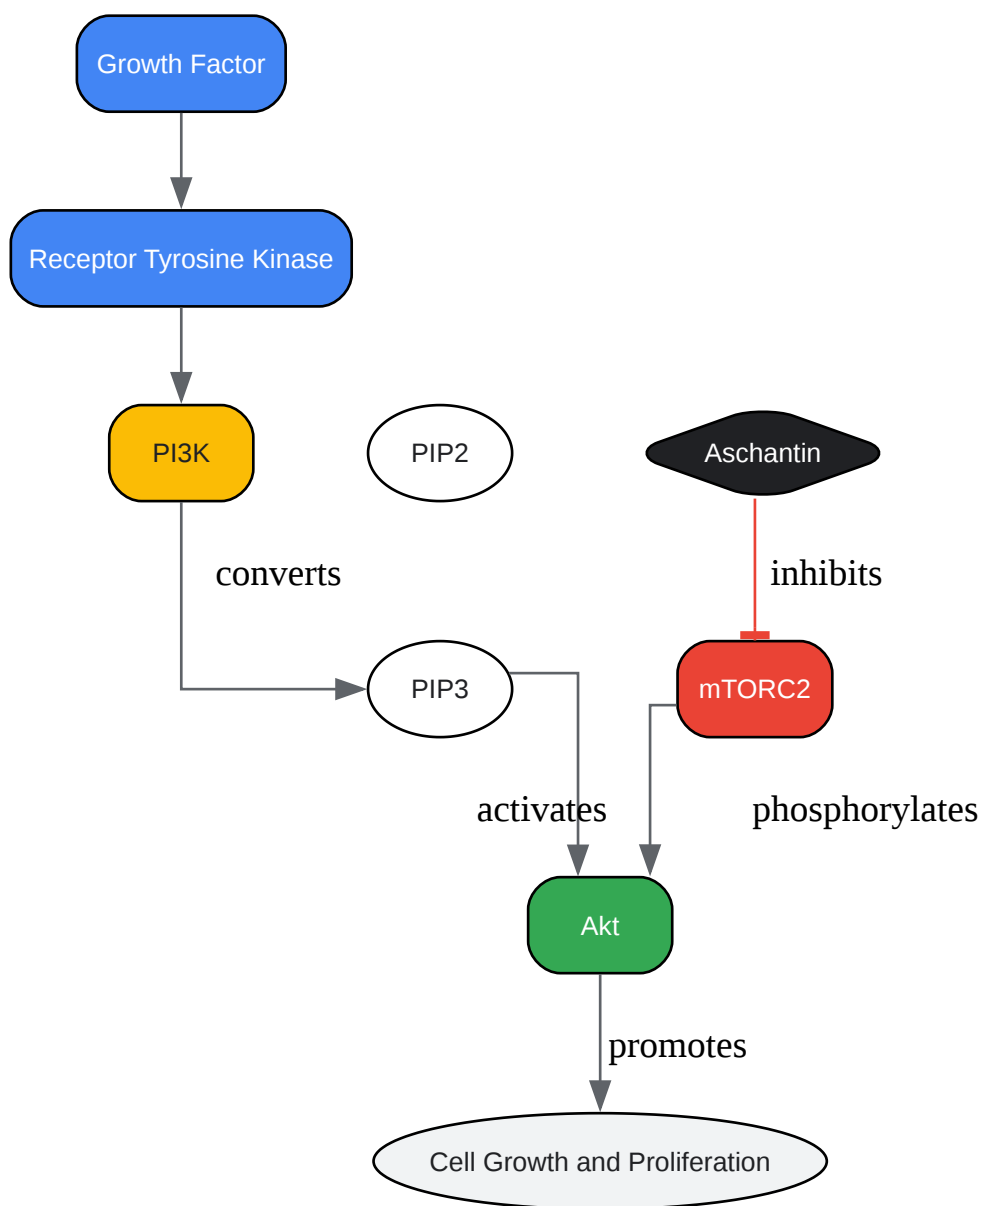 Growth Factor
Receptor Tyrosine Kinase
PI3K
PIP2
Aschantin
converts
inhibits
PIP3
mTORC2
activates
phosphorylates
Akt
promotes
Cell Growth and Proliferation